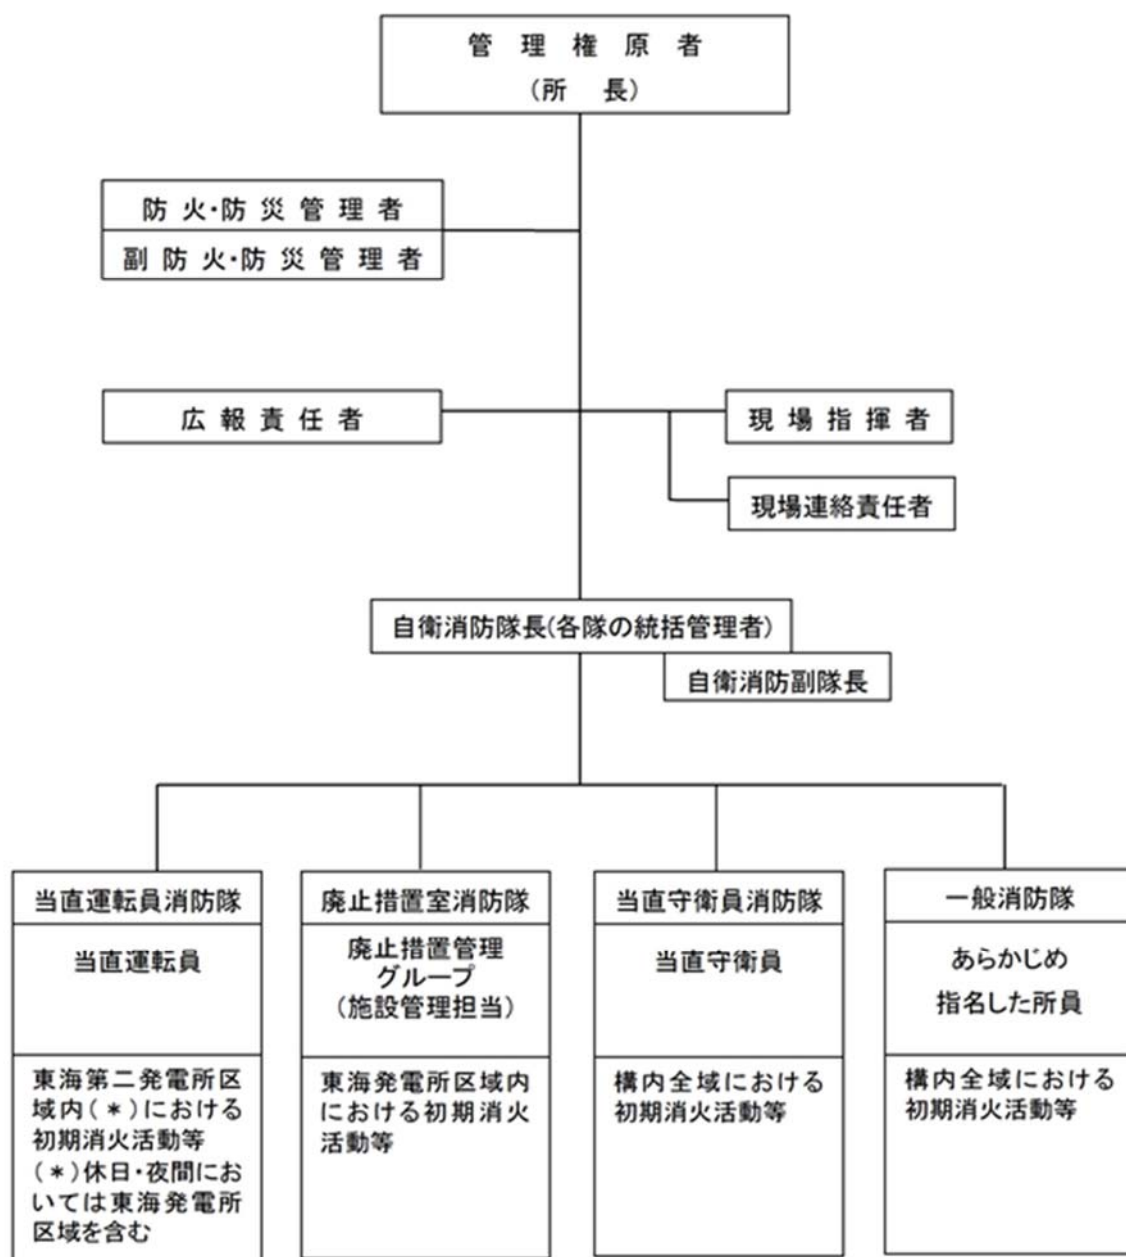 管理権原者
(所 長)
防火・防災管理者
副防火・防災管理者
広報責任者
現場指揮者
現場連絡責任者
自衛消防隊長(各隊の統括管理者)
自衛消防副隊長
当直運転員消防隊
当直運転員
東海第二発電所区
域内(*)における
初期消火活動等
(*)休日・夜間にお
いては東海発電所
区域を含む
廃止措置室消防隊
廃止措置管理
グループ
(施設管理担当)
東海発電所区域内
における初期消火
活動等
当直守衛員消防隊
当直守衛員
構内全域における
初期消火活動等
一般消防隊
あらかじめ
指名した所員
構内全域における
初期消火活動等